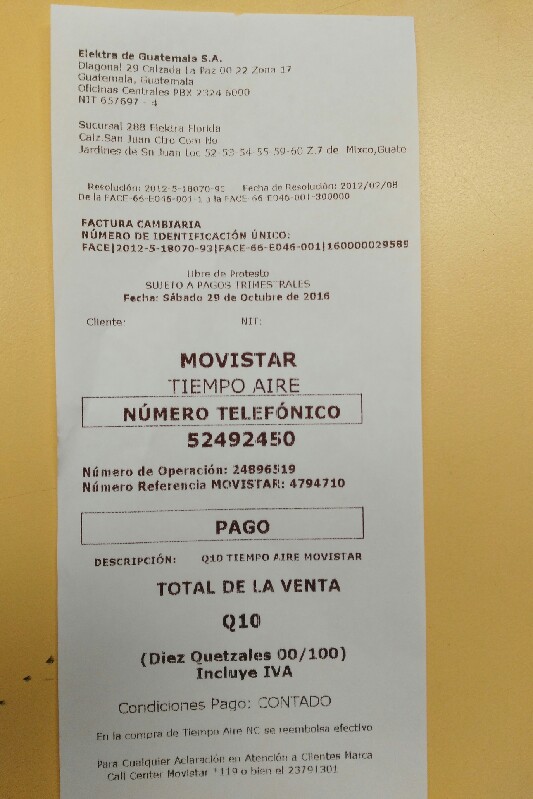 Elektra de Guatemala S.A.
Diagonal 29 Calzada La Paz 00 22 Zona 17
Guatemala, Guatemala
Oficinas Centrales PBX 2324 6000
NIT 657697 - 4
Sucursal 288 Elektra Florida
Calz.San Juan Ctro Com No
Jardines de Sn Juan Loc 52-53-54-55-59-60 Z.7 de Mixco,Guate
Resolución: 2012-5-18070-93 Fecha de Resolución: 2012/02/08
De la FACE-66-E046-001-1 a la FACE-66-E046-001-300000
FACTURA CAMBIARIA
NÚMERO DE IDENTIFICACIÓN ÚNICO:
FACE|2012-5-18070-93|FACE-66-E046-001|160000029589
Libre de Protesto
SUJETO A PAGOS TRIMESTRALES
Fecha: Sábado 29 de Octubre de 2016
Cliente: NIT:
MOVISTAR
TIEMPO AIRE
NÚMERO TELEFÓNICO
52492450
Número de Operación: 24896519
Número Referencia MOVISTAR: 4794710
PAGO
DESCRIPCIÓN: Q10 TIEMPO AIRE MOVISTAR
TOTAL DE LA VENTA
Q10
(Diez Quetzales 00/100)
Incluye IVA
Condiciones Pago: CONTADO
En la compra de Tiempo Aire NO se reembolsa efectivo
Para Cualquier Aclaración en Atención a Clientes Marca
Call Center Movistar *119 o bien el 23791301